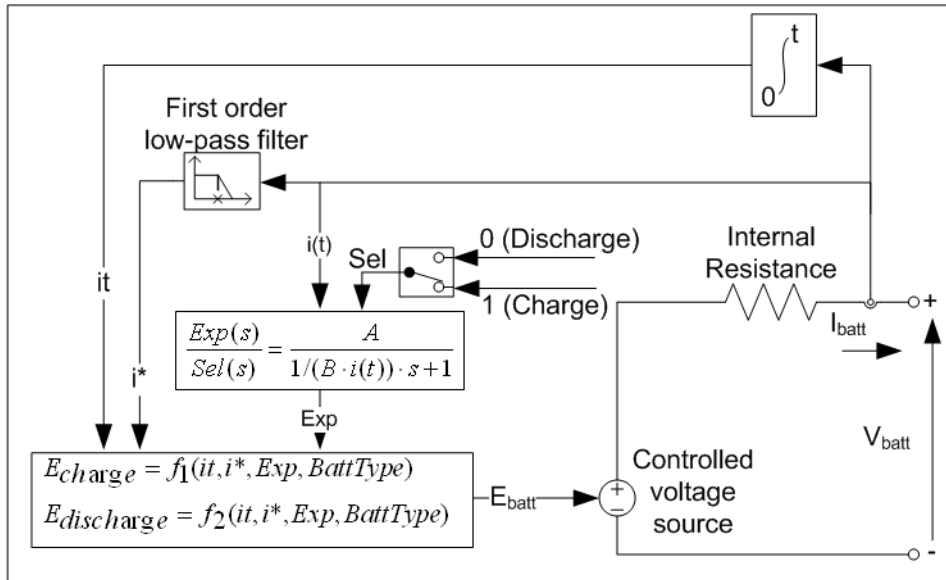 t
0
First order
low-pass filter
it
i*
i(t)
Sel
0 (Discharge)
1 (Charge)
Internal
Resistance
+
I_batt
Exp(s) / Sel(s) = A / 1/(B · i(t)) · s + 1
Exp
E_charge = f_1(it, i*, Exp, BattType)
E_discharge = f_2(it, i*, Exp, BattType)
E_batt
+
−
Controlled
voltage
source
V_batt
-